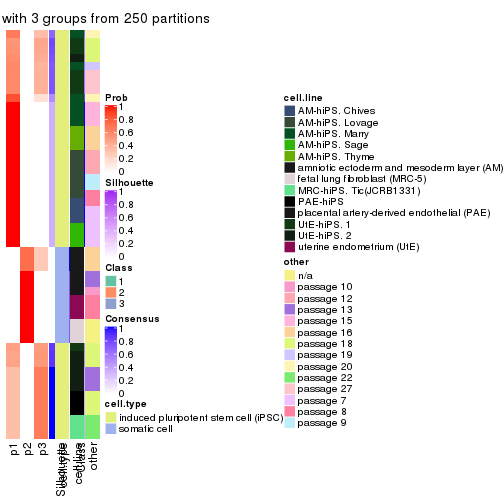 with 3 groups from 250 partitions
Prob
1
0.8
0.6
0.4
0.2
0
Silhouette
1
0.8
0.6
0.4
0.2
0
Class
1
2
3
Consensus
1
0.8
0.6
0.4
0.2
0
cell.type
induced pluripotent stem cell (iPSC)
somatic cell
cell.line
AM-hiPS. Chives
AM-hiPS. Lovage
AM-hiPS. Marry
AM-hiPS. Sage
AM-hiPS. Thyme
amniotic ectoderm and mesoderm layer (AM)
fetal lung fibroblast (MRC-5)
MRC-hiPS. Tic(JCRB1331)
PAE-hiPS
placental artery-derived endothelial (PAE)
UtE-hiPS. 1
UtE-hiPS. 2
uterine endometrium (UtE)
other
n/a
passage 10
passage 12
passage 13
passage 15
passage 16
passage 18
passage 19
passage 20
passage 22
passage 27
passage 7
passage 8
passage 9
p1
p2
p3
Silhouette
cell.type
cell.line
Class
other